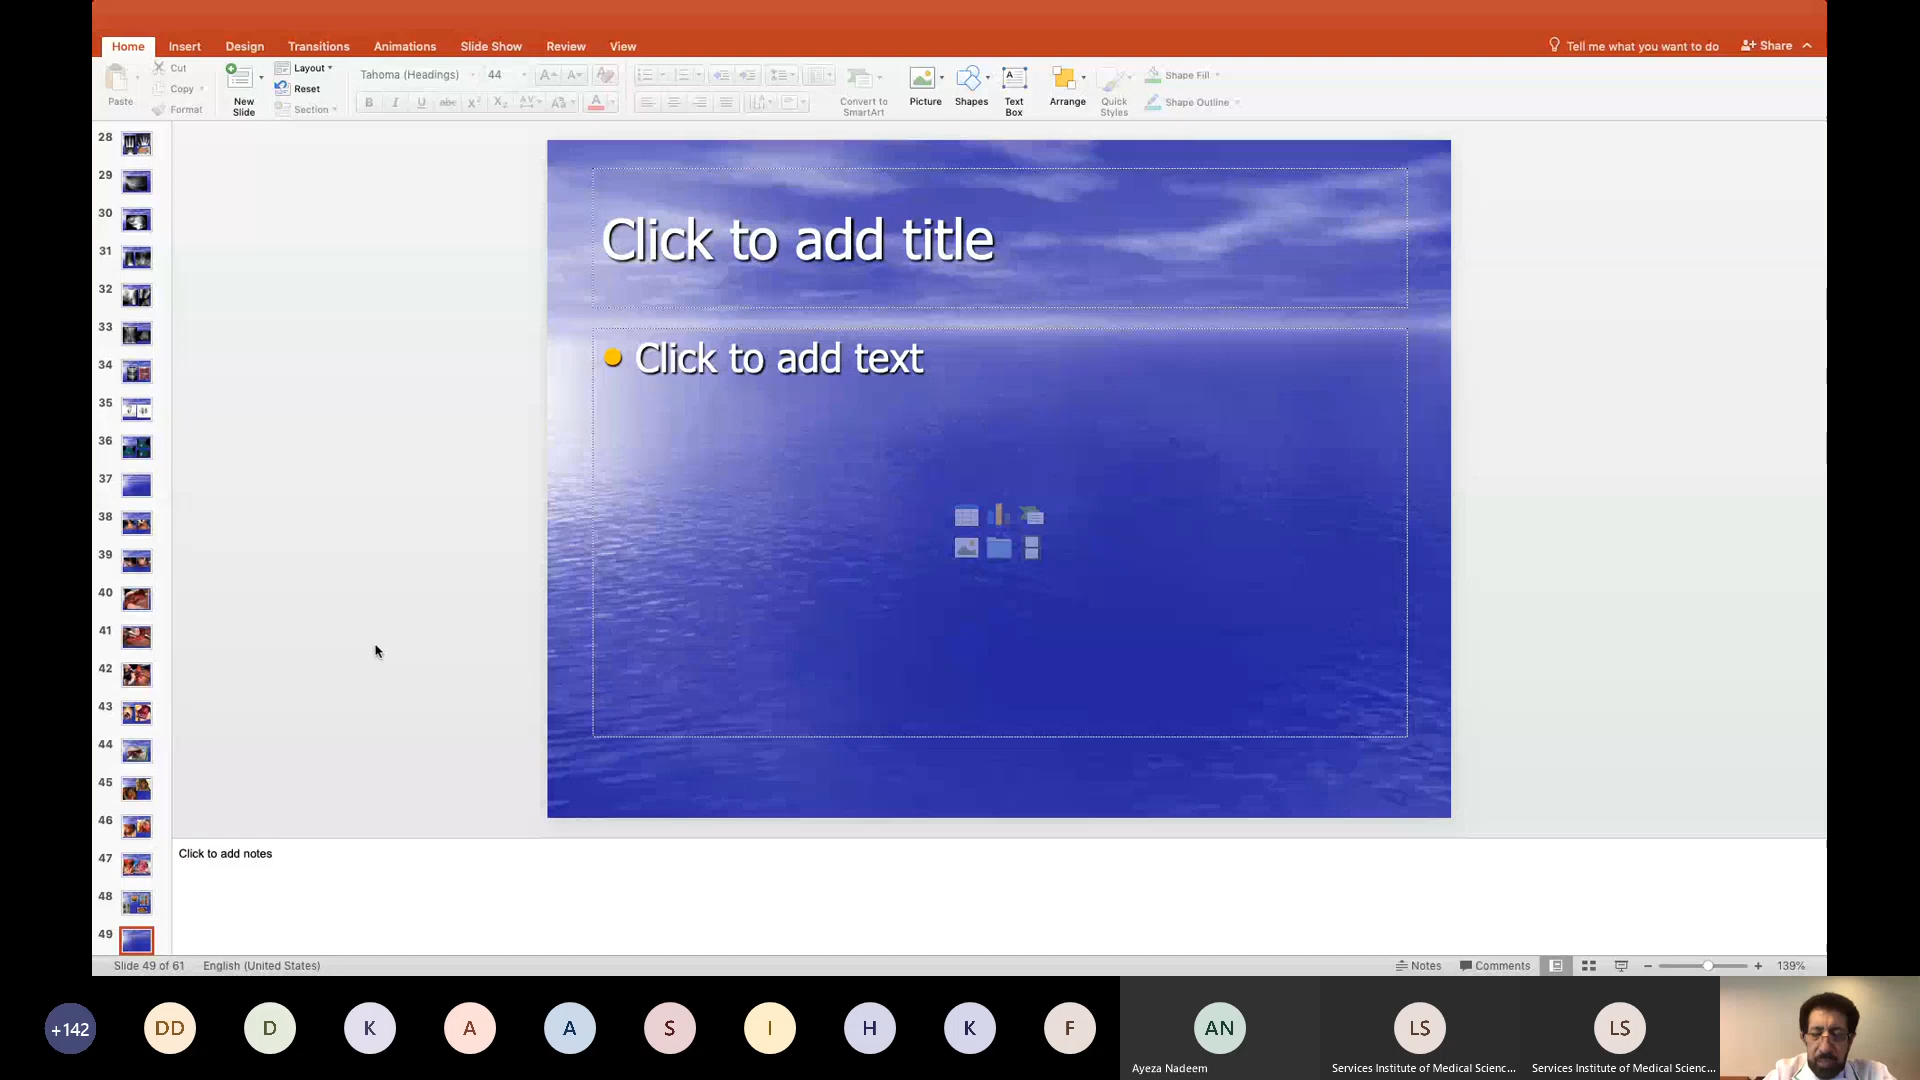 Home Insert Design Transitions Animations Slide Show Review View Tell me what you want to do Share
Cut
Copy
Format
Paste
New Slide
Layout
Reset
Section
Tahoma (Headings) 44
Convert to SmartArt
Picture
Shapes
Text Box
Arrange
Quick Styles
Shape Fill
Shape Outline
28
29
30
31
32
33
34
35
36
37
38
39
40
41
42
43
44
45
46
47
48
49
Click to add title
Click to add text
Click to add notes
Slide 49 of 61 English (United States) Notes Comments 139%
+142 DD D K A A S I H K F AN LS LS
Ayeza Nadeem Services Institute of Medical Scienc... Services Institute of Medical Scienc...